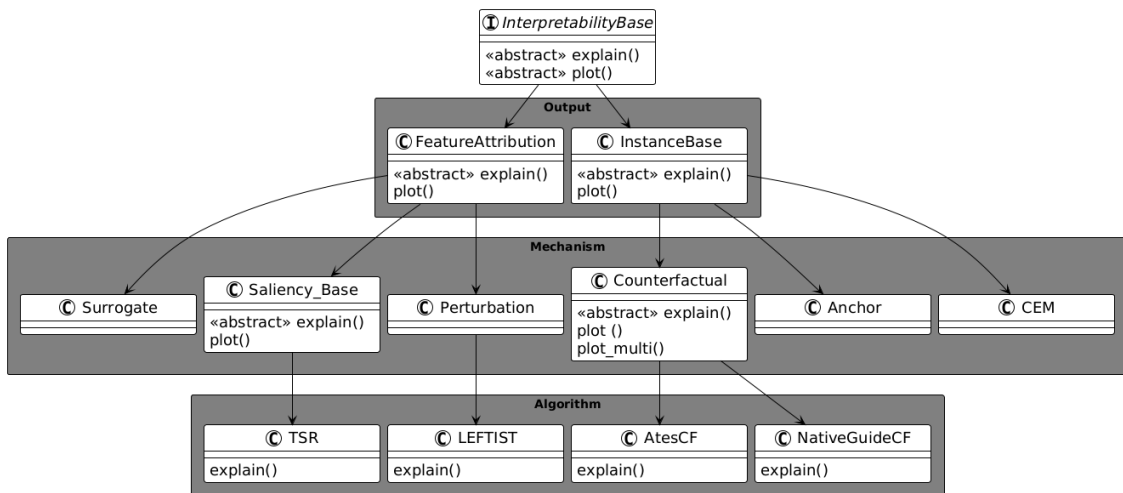 I InterpretabilityBase
«abstract» explain()
«abstract» plot()
Output
C FeatureAttribution
«abstract» explain()
plot()
C InstanceBase
«abstract» explain()
plot()
Mechanism
C Surrogate
C Saliency_Base
«abstract» explain()
plot()
C Perturbation
C Counterfactual
«abstract» explain()
plot ()
plot_multi()
C Anchor
C CEM
Algorithm
C TSR
explain()
C LEFTIST
explain()
C AtesCF
explain()
C NativeGuideCF
explain()